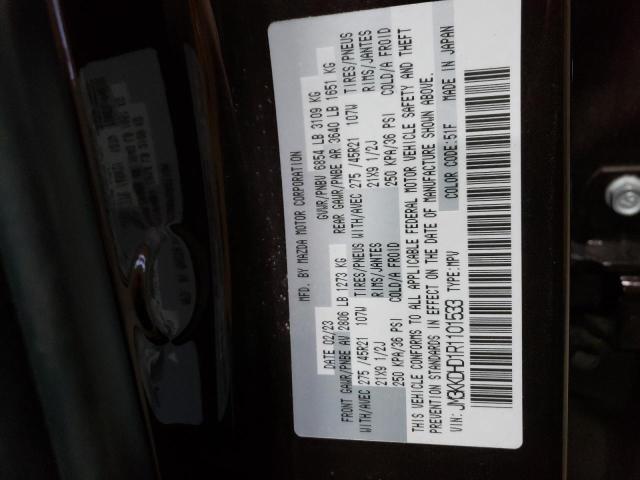 MFD. BY MAZDA MOTOR CORPORATION
DATE 02/23 GVWR/PNBV 6854 LB 3109 KG
FRONT GAWR/PNBE AV 2806 LB 1273 KG REAR GAWR/PNBE AR 3640 LB 1651 KG
WITH/AVEC 275 /45R21 107W TIRES/PNEUS WITH/AVEC 275 /45R21 107W TIRES/PNEUS
21X9 1/2J RIMS/JANTES 21X9 1/2J RIMS/JANTES
250 KPA/36 PSI COLD/A FROID 250 KPA/36 PSI COLD/A FROID
THIS VEHICLE CONFORMS TO ALL APPLICABLE FEDERAL MOTOR VEHICLE SAFETY AND THEFT
PREVENTION STANDARDS IN EFFECT ON THE DATE OF MANUFACTURE SHOWN ABOVE.
VIN: JM3KKDHD1R1101533 TYPE:MPV COLOR CODE:51F MADE IN JAPAN